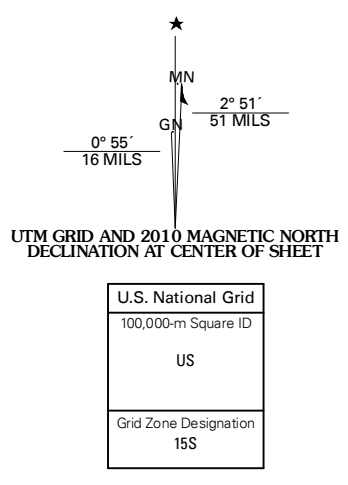 MN
2° 51´
51 MILS
GN
0° 55´
16 MILS
UTM GRID AND 2010 MAGNETIC NORTH
DECLINATION AT CENTER OF SHEET
U.S. National Grid
100,000-m Square ID
US
Grid Zone Designation
15S